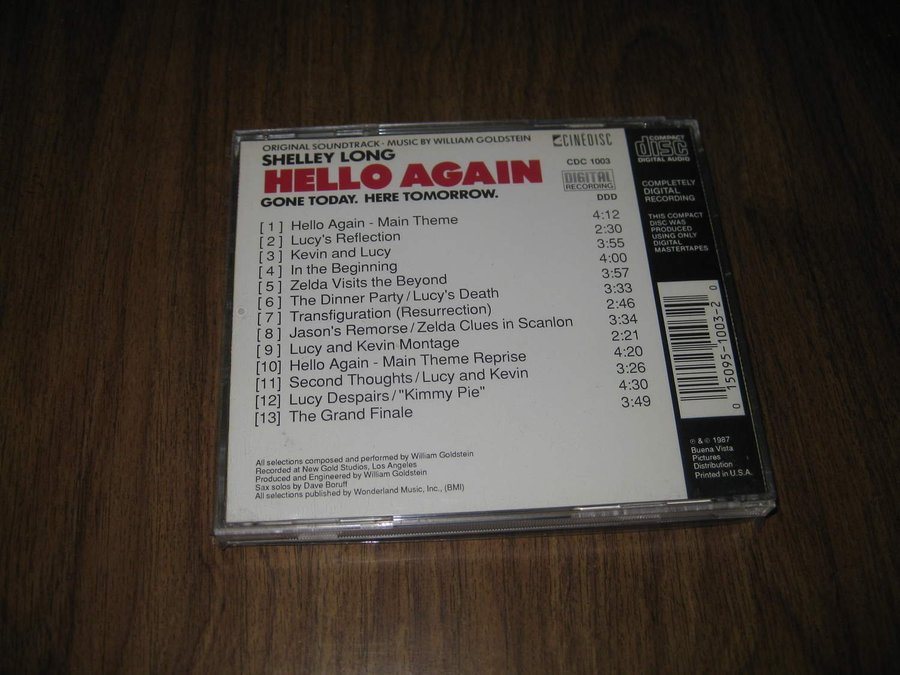 ORIGINAL SOUNDTRACK · MUSIC BY WILLIAM GOLDSTEIN
SHELLEY LONG
HELLO AGAIN
GONE TODAY. HERE TOMORROW.
CINEDISC
CDC 1003
DIGITAL
RECORDING
DDD
[ 1 ] Hello Again - Main Theme 4:12
[ 2 ] Lucy's Reflection 2:30
[ 3 ] Kevin and Lucy 3:55
[ 4 ] In the Beginning 4:00
[ 5 ] Zelda Visits the Beyond 3:57
[ 6 ] The Dinner Party / Lucy's Death 3:33
[ 7 ] Transfiguration (Resurrection) 2:46
[ 8 ] Jason's Remorse / Zelda Clues in Scanlon 3:34
[ 9 ] Lucy and Kevin Montage 2:21
[10] Hello Again - Main Theme Reprise 4:20
[11] Second Thoughts / Lucy and Kevin 3:26
[12] Lucy Despairs / "Kimmy Pie" 4:30
[13] The Grand Finale 3:49
All selections composed and performed by William Goldstein
Recorded at New Gold Studios, Los Angeles
Produced and Engineered by William Goldstein
Sax solos by Dave Boruff
All selections published by Wonderland Music, Inc., (BMI)
COMPACT
disc
DIGITAL AUDIO
COMPLETELY
DIGITAL
RECORDING
THIS COMPACT
DISC WAS
PRODUCED
USING ONLY
DIGITAL
MASTERTAPES
0 15095-1003-2 0
℗ & © 1987
Buena Vista
Pictures
Distribution
Printed in U.S.A.